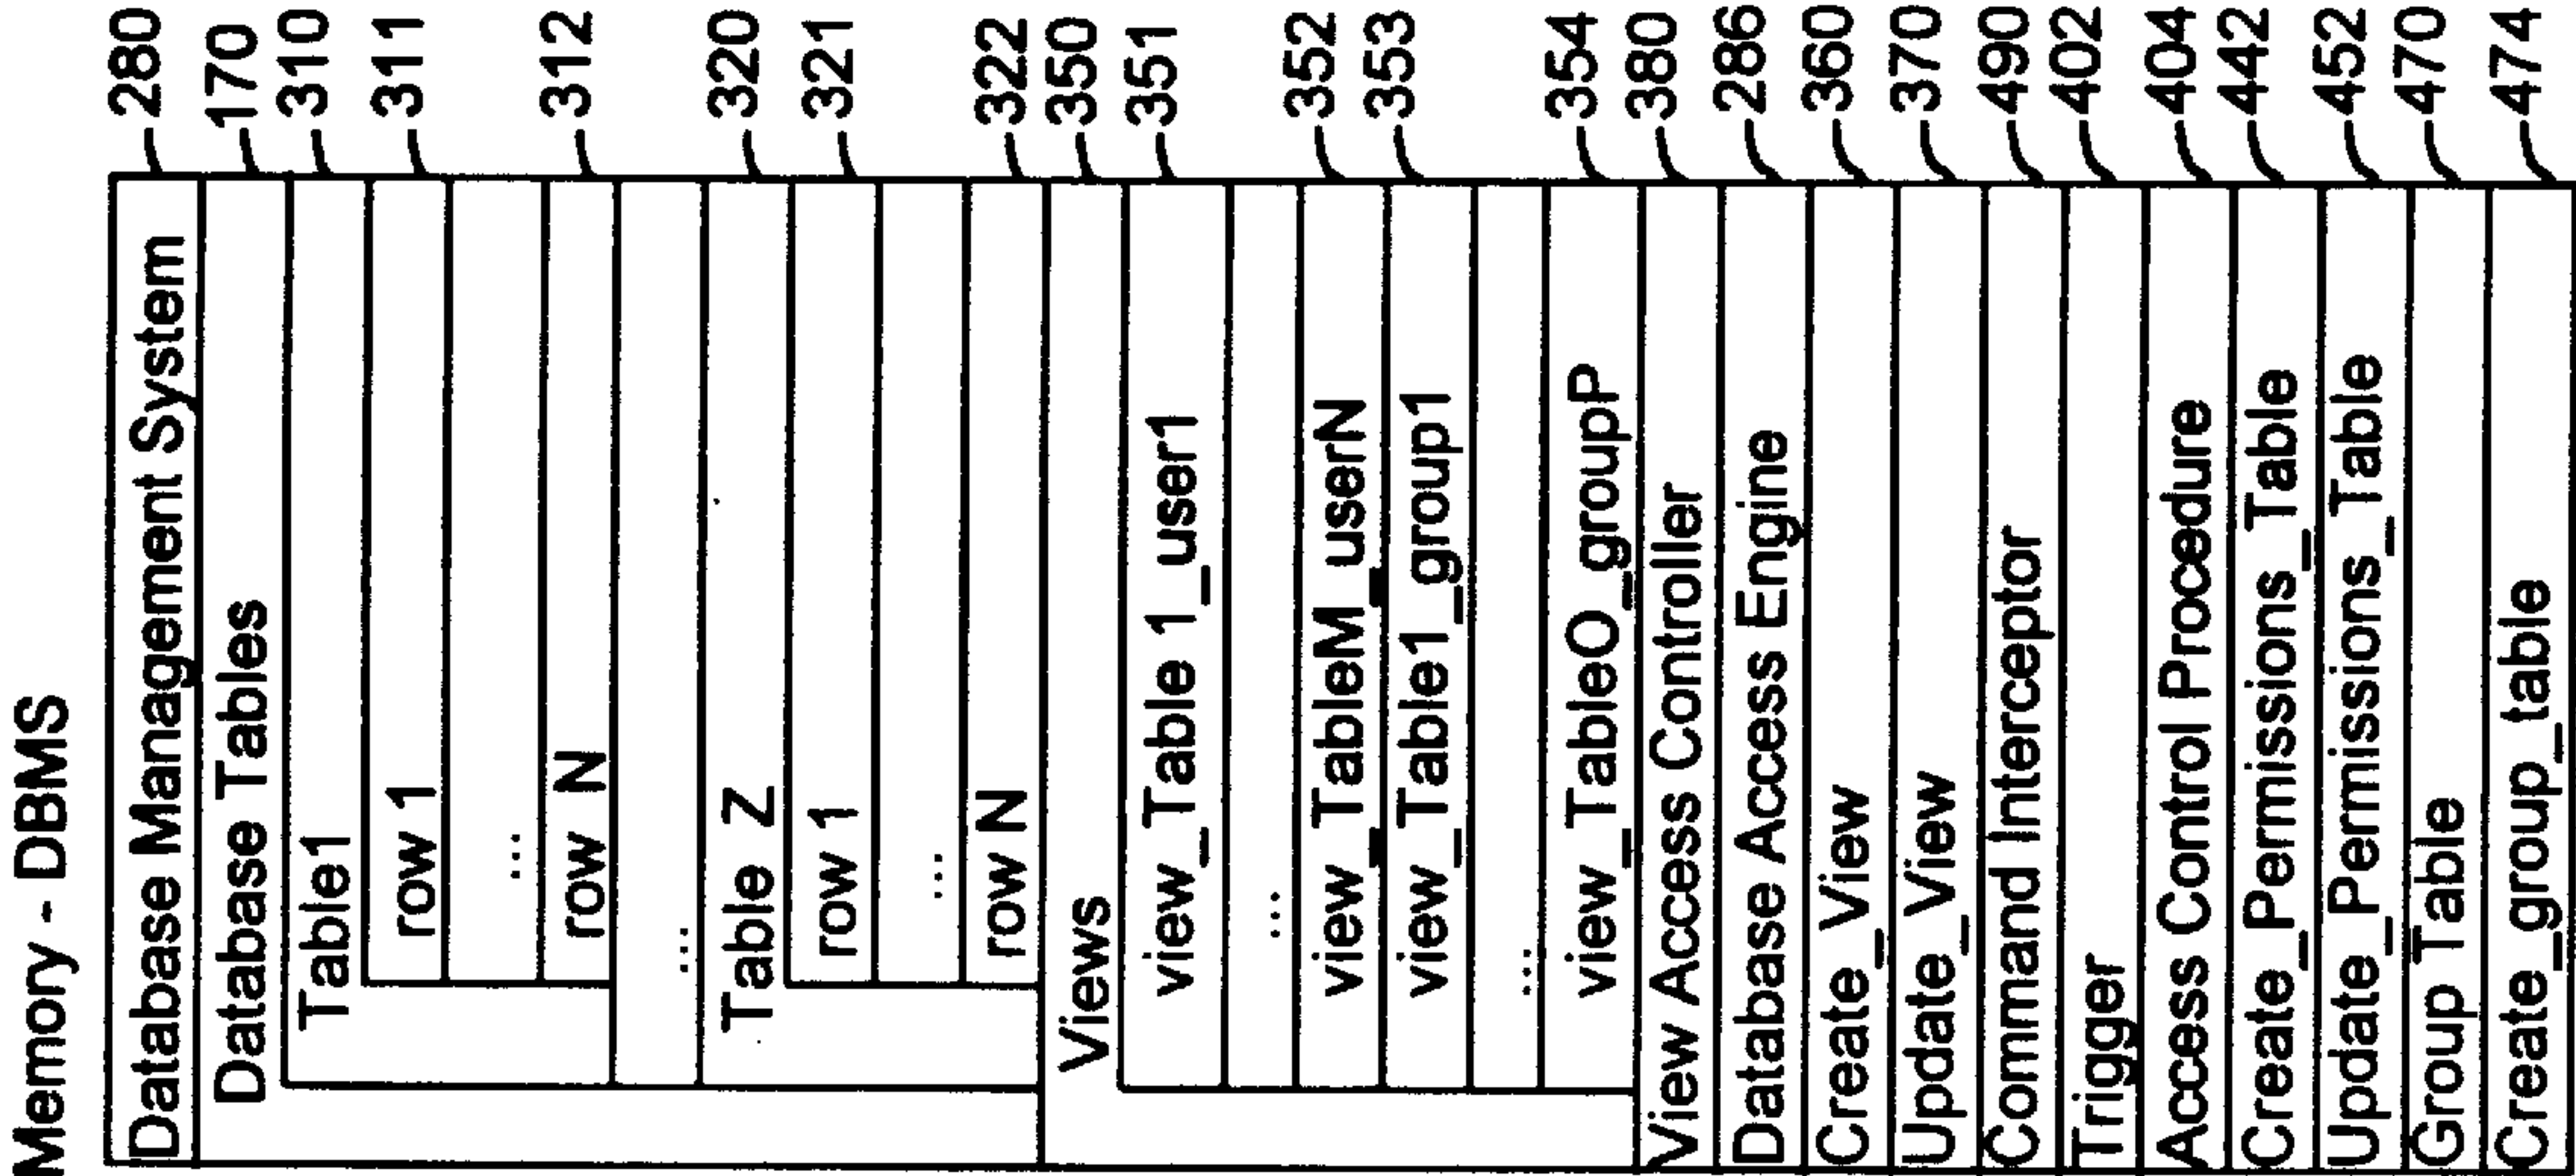 Memory - DBMS
Database Management System 280
Database Tables 170
Table1 310
row 1 311
...
row N 312
...
Table Z 320
row 1 321
...
row N 322
Views 350
view_Table 1_user1 351
...
view_TableM_userN 352
view_Table1_group1 353
...
view_TableO_groupP 354
View Access Controller 380
Database Access Engine 286
Create_View 360
Update_View 370
Command Interceptor 490
Trigger 402
Access Control Procedure 404
Create_Permissions_Table 442
Update_Permissions_Table 452
Group Table 470
Create_group_table 474